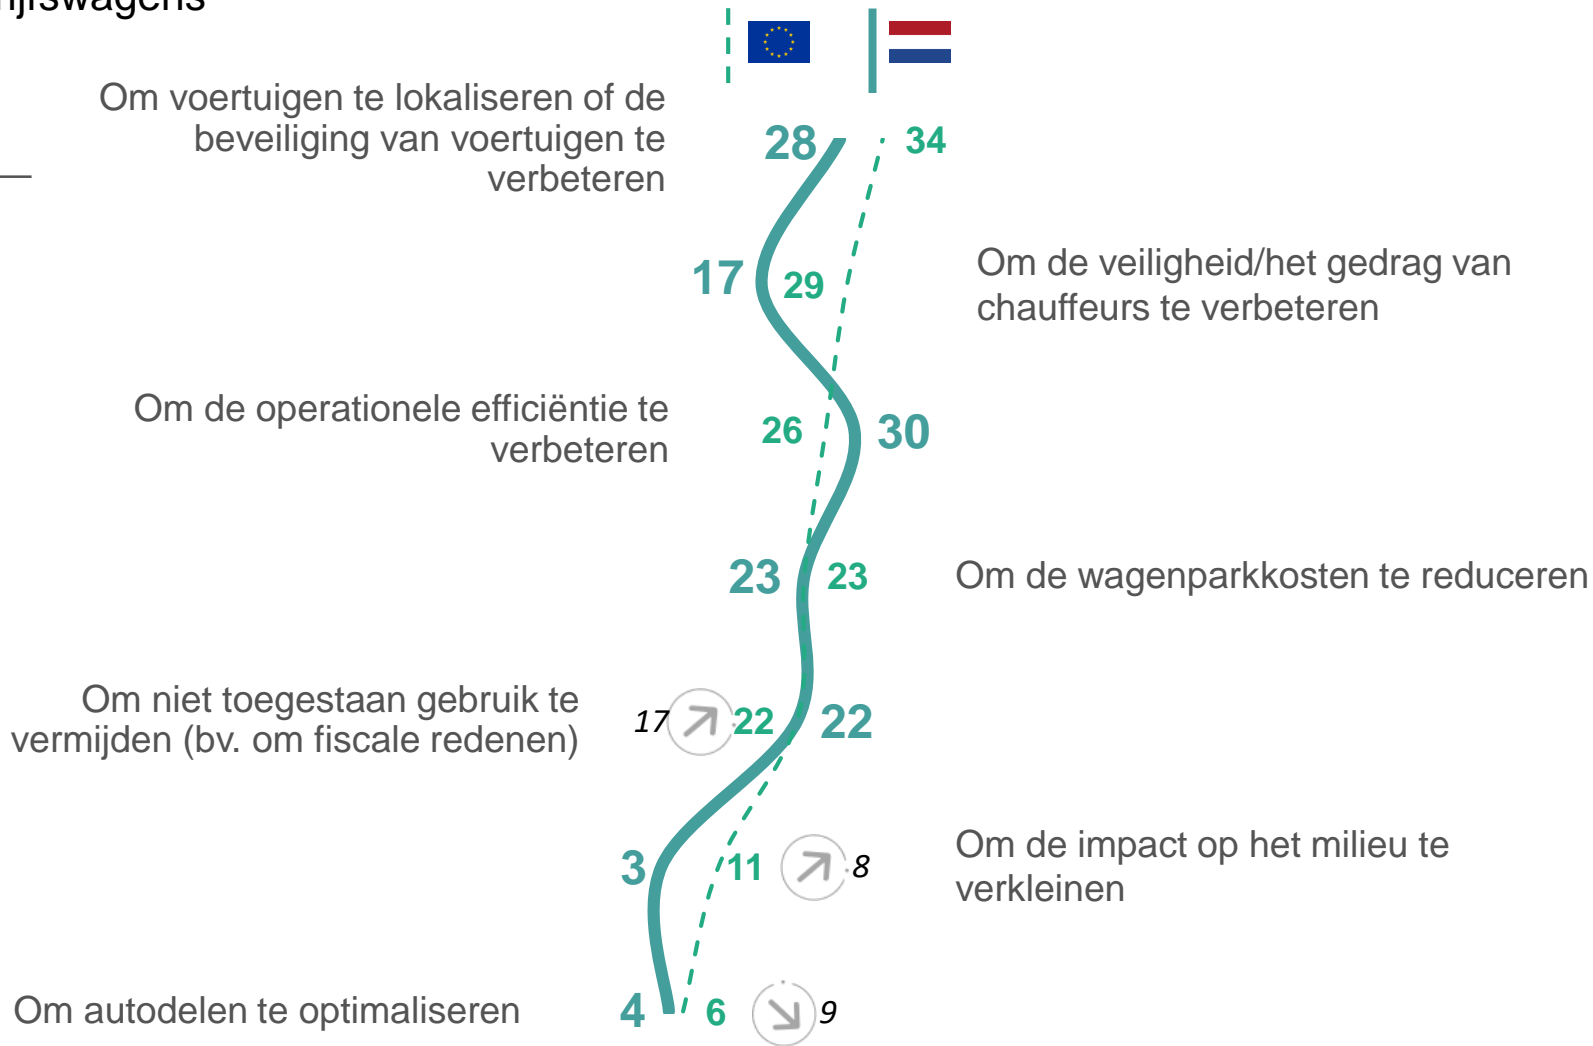 Om voertuigen te lokaliseren of de
beveiliging van voertuigen te
verbeteren
28
34
17
29
Om de veiligheid/het gedrag van
chauffeurs te verbeteren
Om de operationele efficiëntie te
verbeteren
26
30
23
23
Om de wagenparkkosten te reduceren
Om niet toegestaan gebruik te
vermijden (bv. om fiscale redenen)
17
22
22
3
11
8
Om de impact op het milieu te
verkleinen
Om autodelen te optimaliseren
4
6
9